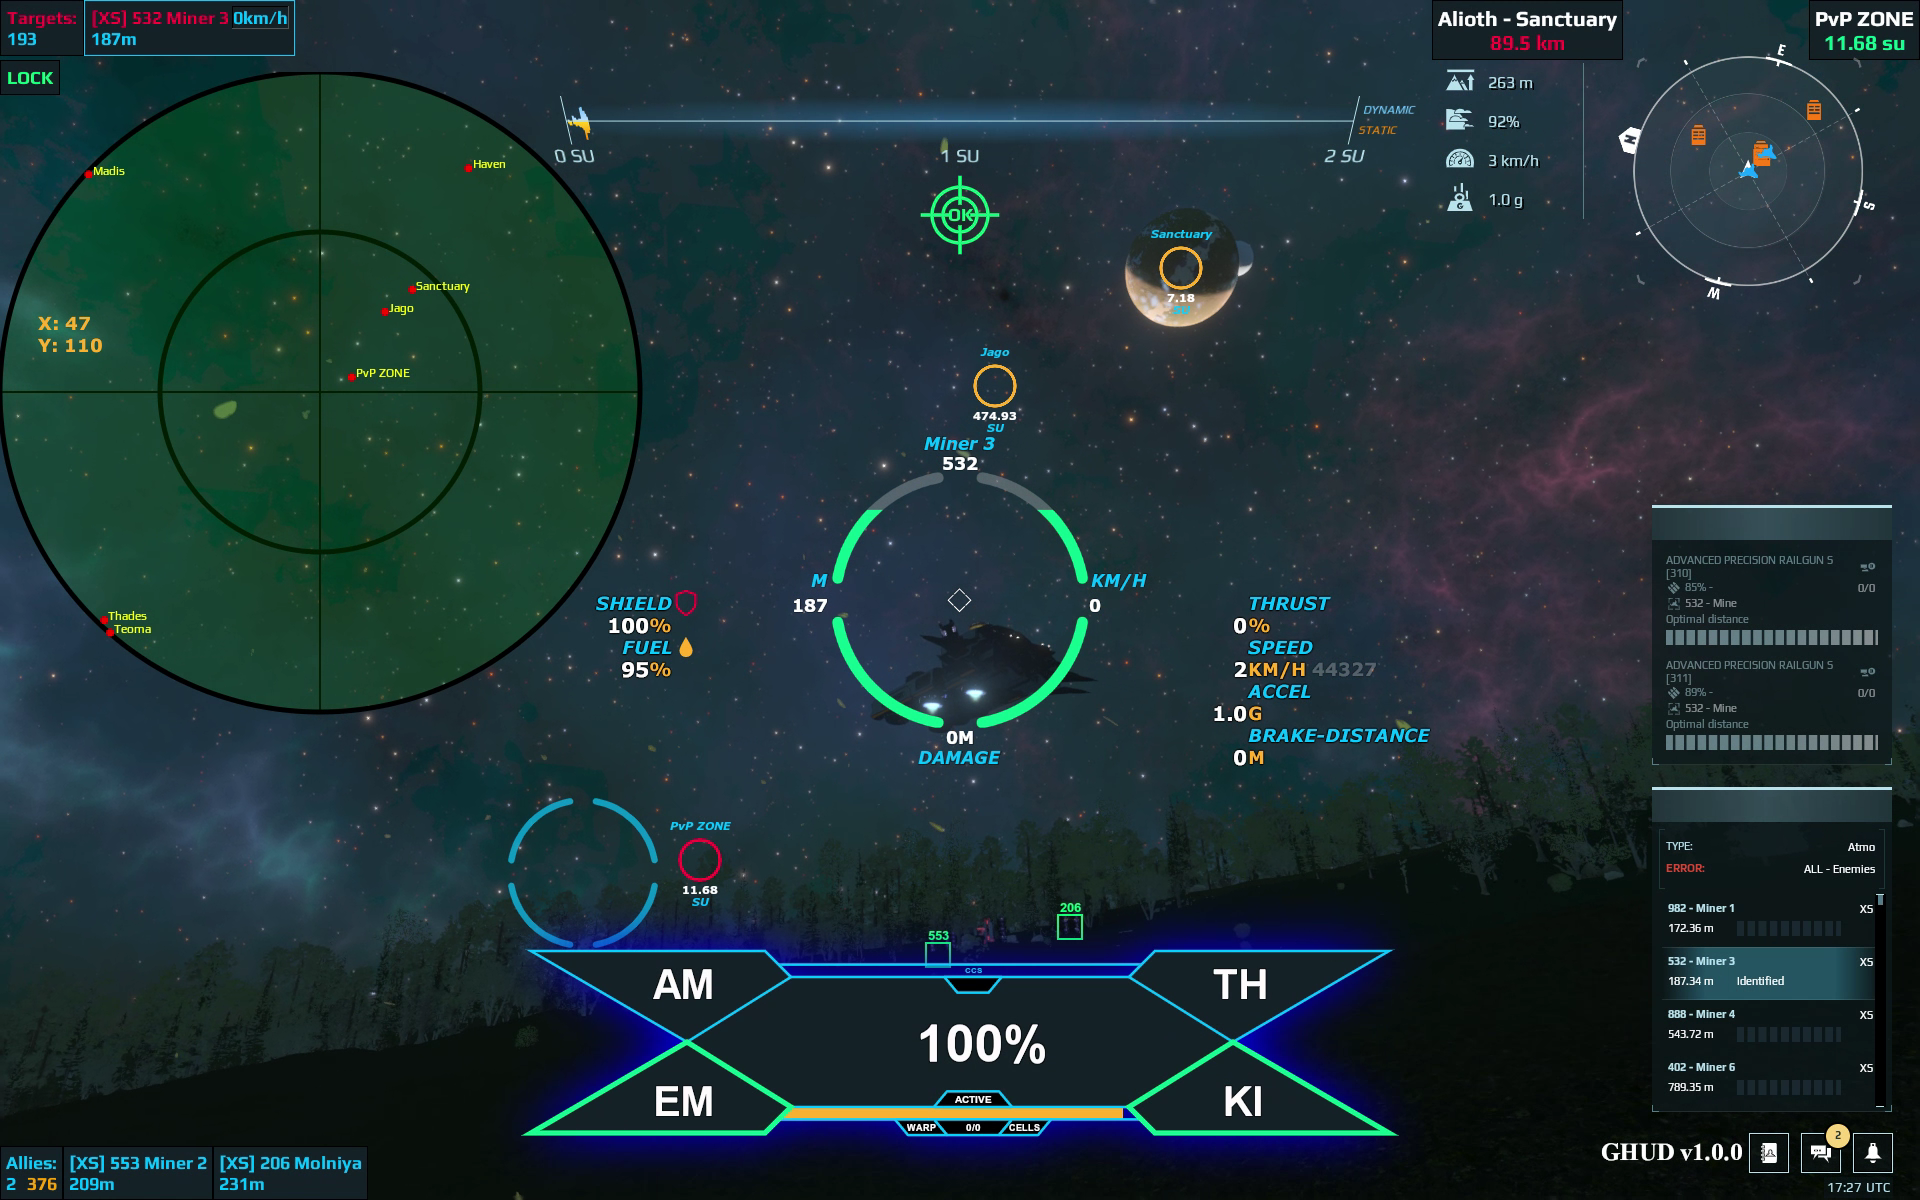 Targets:
193
[XS] 532 Miner 3 0km/h
187m
LOCK
Alioth - Sanctuary
89.5 km
PvP ZONE
11.68 su
263 m
92%
3 km/h
1.0 g
E
N
S
W
DYNAMIC
STATIC
0 SU
1 SU
2 SU
OK
Madis
Haven
Sanctuary
Jago
PvP ZONE
Thades
Teoma
X: 47
Y: 110
Sanctuary
7.18
SU
Jago
474.93
SU
Miner 3
532
M
187
KM/H
0
0M
DAMAGE
SHIELD
100%
FUEL
95%
THRUST
0%
SPEED
2KM/H 44327
ACCEL
1.0G
BRAKE-DISTANCE
0M
ADVANCED PRECISION RAILGUN S
[310]
85% -
0/0
532 - Mine
Optimal distance
ADVANCED PRECISION RAILGUN S
[311]
89% -
0/0
532 - Mine
Optimal distance
PvP ZONE
11.68
SU
553
206
TYPE: Atmo
ERROR: ALL - Enemies
982 - Miner 1 XS
172.36 m
532 - Miner 3 XS
187.34 m Identified
888 - Miner 4 XS
543.72 m
402 - Miner 6 XS
789.35 m
CCS
AM
TH
100%
EM
KI
ACTIVE
WARP 0/0 CELLS
Allies:
2 376
[XS] 553 Miner 2
209m
[XS] 206 Molniya
231m
GHUD v1.0.0
2
17:27 UTC